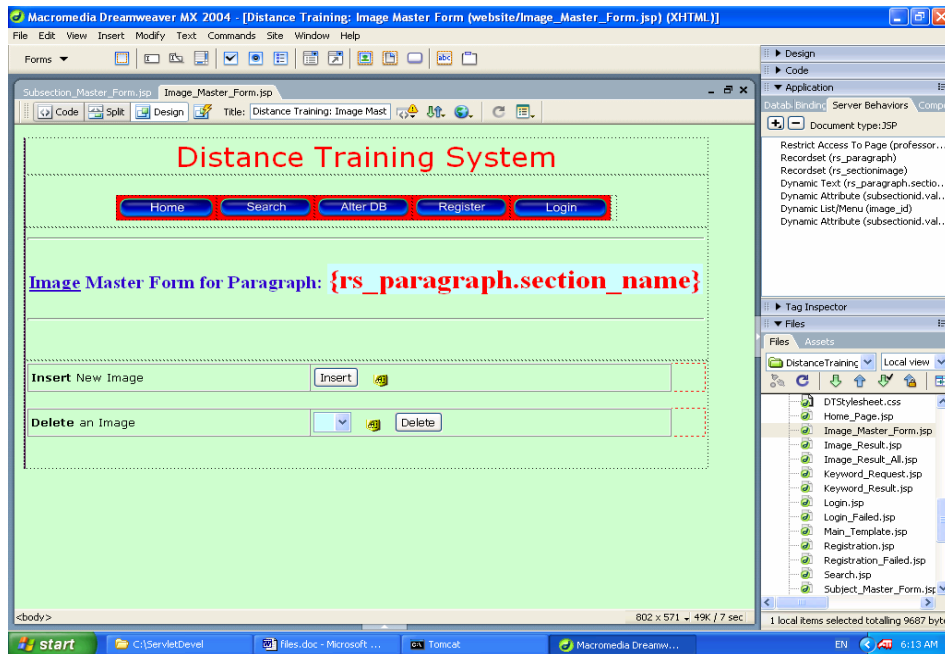 Macromedia Dreamweaver MX 2004 - [Distance Training: Image Master Form (website/Image_Master_Form.jsp) (XHTML)]
File Edit View Insert Modify Text Commands Site Window Help
Forms
abc
Subsection_Master_Form.jsp Image_Master_Form.jsp
Code Split Design Title: Distance Training: Image Mast
Distance Training System
Home Search Alter DB Register Login
Image Master Form for Paragraph: {rs_paragraph.section_name}
Insert New Image Insert
Delete an Image Delete
<body> 802 x 571 49K / 7 sec
Design
Code
Application
Datab Binding Server Behaviors Compo
Document type:JSP
Restrict Access To Page (professor...
Recordset (rs_paragraph)
Recordset (rs_sectionimage)
Dynamic Text (rs_paragraph.sectio...
Dynamic Attribute (subsectionid.val...
Dynamic List/Menu (image_id)
Dynamic Attribute (subsectionid.val...
Tag Inspector
Files
Files Assets
DistanceTraining Local view
DTStylesheet.css
Home_Page.jsp
Image_Master_Form.jsp
Image_Result.jsp
Image_Result_All.jsp
Keyword_Request.jsp
Keyword_Result.jsp
Login.jsp
Login_Failed.jsp
Main_Template.jsp
Registration.jsp
Registration_Failed.jsp
Search.jsp
Subject_Master_Form.jsp
1 local items selected totalling 9687 byte
start C:\ServletDevel files.doc - Microsoft ... Tomcat Macromedia Dreamw... EN 6:13 AM